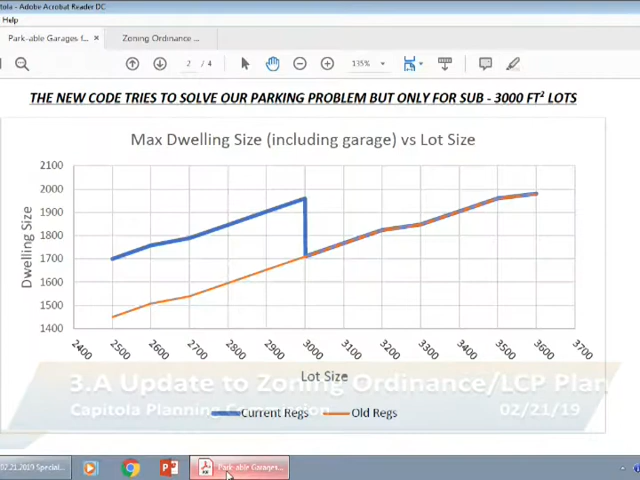 tola - Adobe Acrobat Reader DC
Help
Park-able Garages f... × Zoning Ordinance ...
2 / 4 135%
THE NEW CODE TRIES TO SOLVE OUR PARKING PROBLEM BUT ONLY FOR SUB - 3000 FT² LOTS
Max Dwelling Size (including garage) vs Lot Size
2100
2000
1900
1800
1700
1600
1500
1400
Dwelling Size
2400 2500 2600 2700 2800 2900 3000 3100 3200 3300 3400 3500 3600 3700
Lot Size
3.A Update to Zoning Ordinance/LCP Plan
Capitola Planning Commission 02/21/19
Current Regs Old Regs
02.21.2019 Special... Park-able Garages...